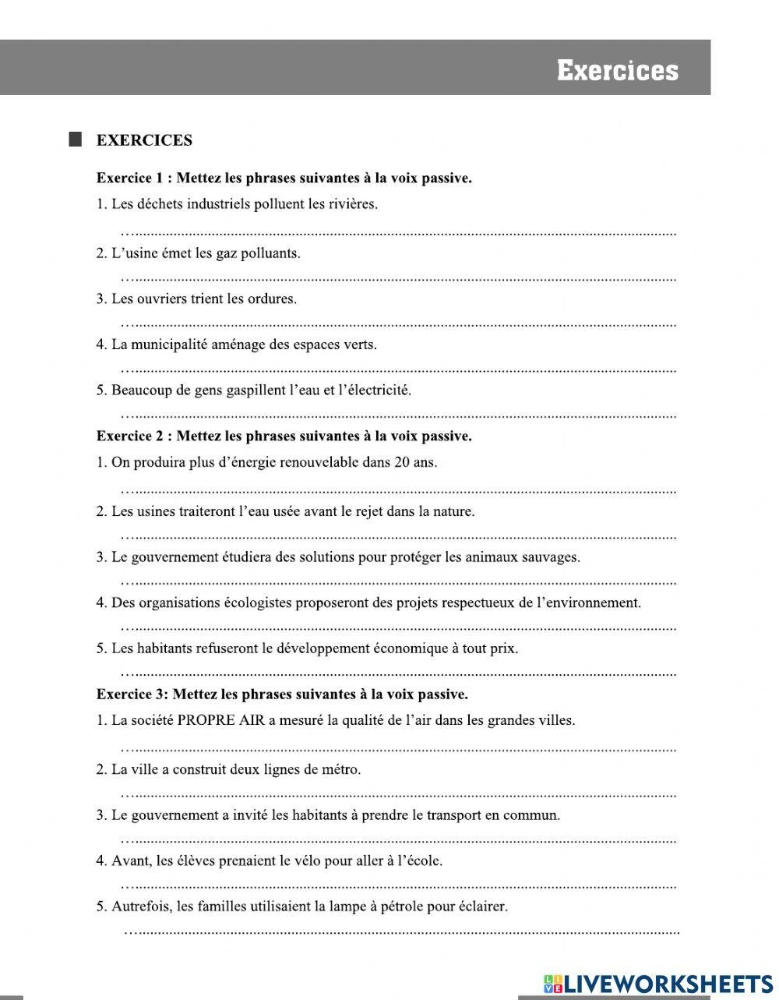 Exercices
EXERCICES
Exercice 1 : Mettez les phrases suivantes à la voix passive.
1. Les déchets industriels polluent les rivières.
2. L’usine émet les gaz polluants.
3. Les ouvriers trient les ordures.
4. La municipalité aménage des espaces verts.
5. Beaucoup de gens gaspillent l’eau et l’électricité.
Exercice 2 : Mettez les phrases suivantes à la voix passive.
1. On produira plus d’énergie renouvelable dans 20 ans.
2. Les usines traiteront l’eau usée avant le rejet dans la nature.
3. Le gouvernement étudiera des solutions pour protéger les animaux sauvages.
4. Des organisations écologistes proposeront des projets respectueux de l’environnement.
5. Les habitants refuseront le développement économique à tout prix.
Exercice 3: Mettez les phrases suivantes à la voix passive.
1. La société PROPRE AIR a mesuré la qualité de l’air dans les grandes villes.
2. La ville a construit deux lignes de métro.
3. Le gouvernement a invité les habitants à prendre le transport en commun.
4. Avant, les élèves prenaient le vélo pour aller à l’école.
5. Autrefois, les familles utilisaient la lampe à pétrole pour éclairer.
LIVE LIVEWORKSHEETS